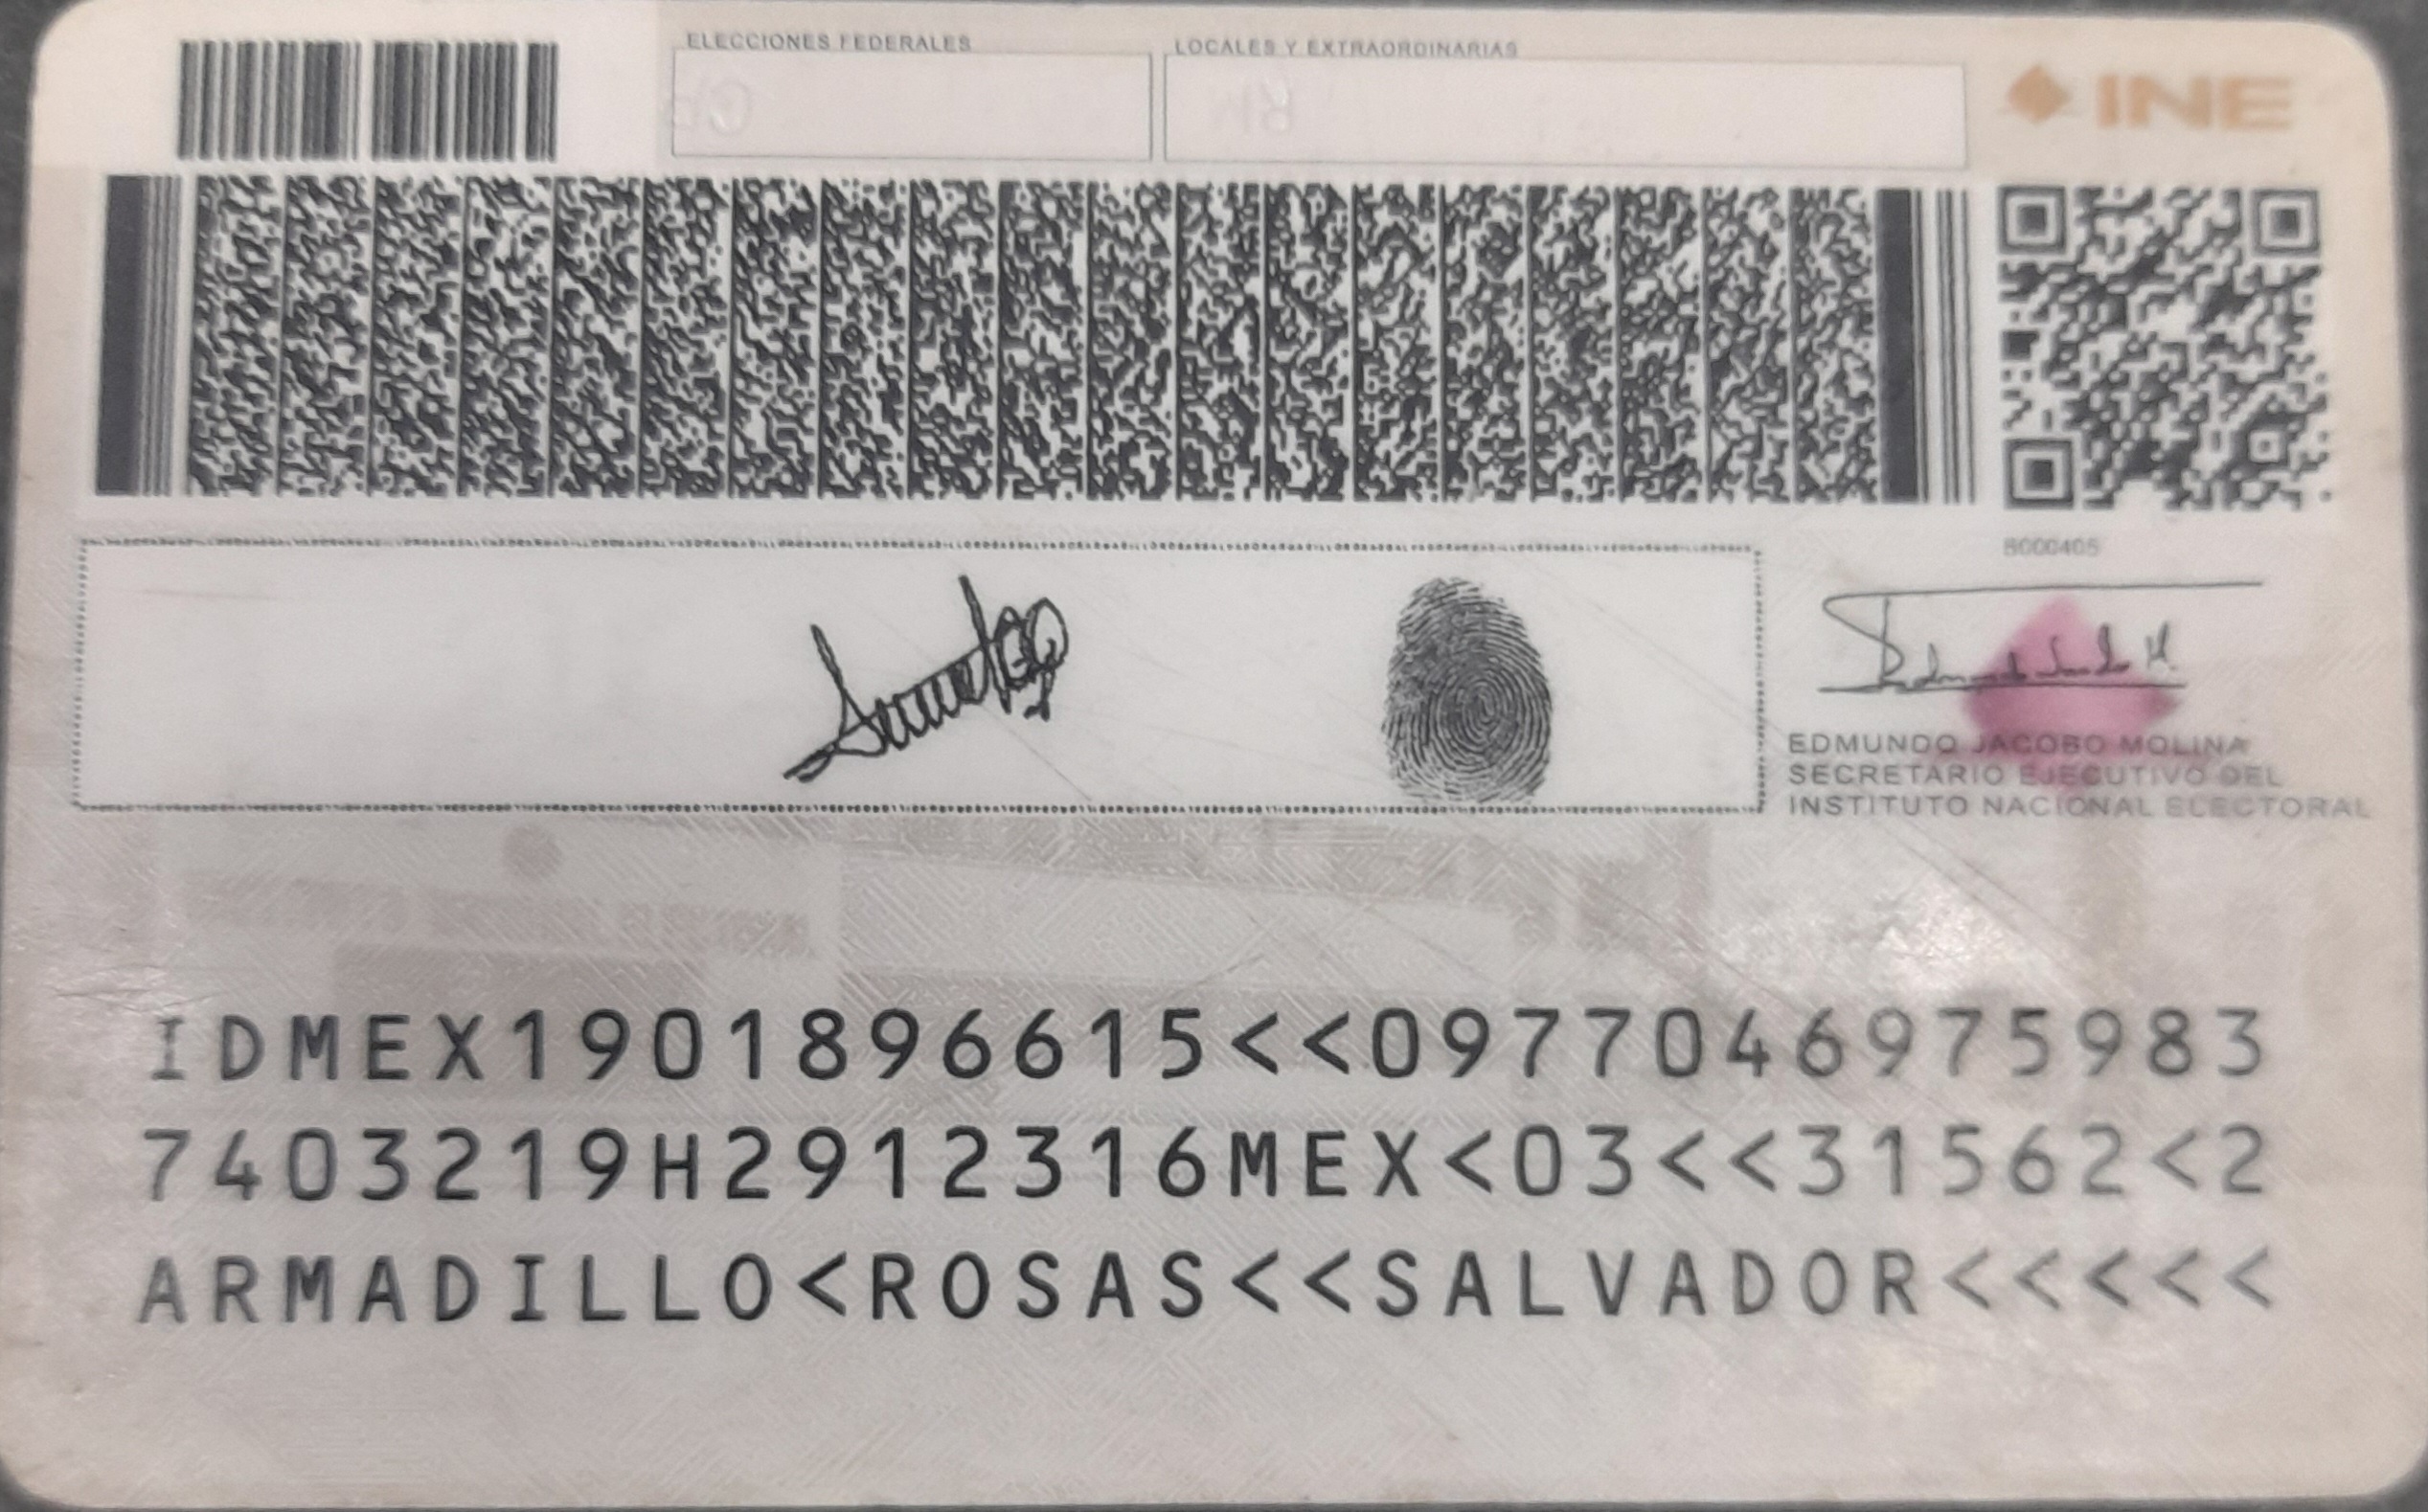 ELECCIONES FEDERALES
LOCALES Y EXTRAORDINARIAS
INE
EDMUNDO JACOBO MOLINA
SECRETARIO EJECUTIVO DEL
INSTITUTO NACIONAL ELECTORAL
IDMEX1901896615<<0977046975983
7403219H2912316MEX<03<<31562<2
ARMADILLO<ROSAS<<SALVADOR<<<<<